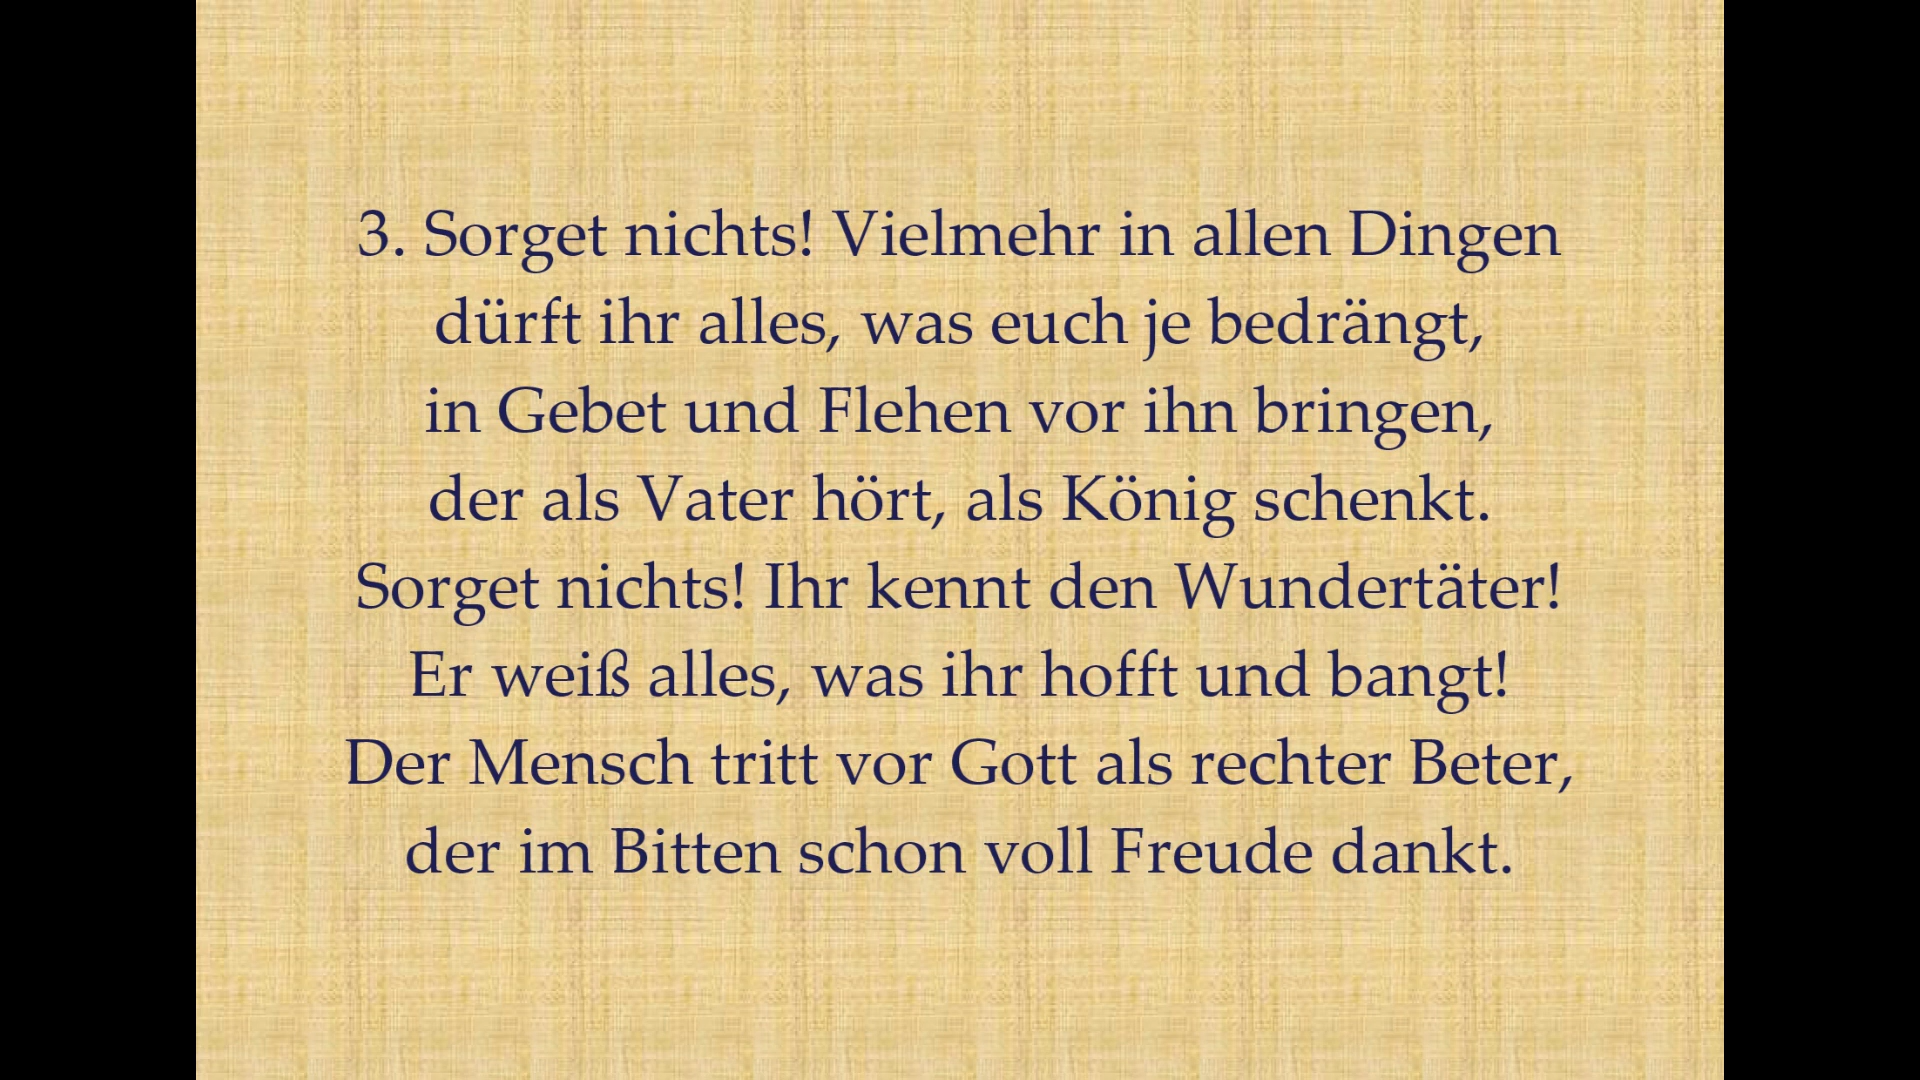 3. Sorget nichts! Vielmehr in allen Dingen
dürft ihr alles, was euch je bedrängt,
in Gebet und Flehen vor ihn bringen,
der als Vater hört, als König schenkt.
Sorget nichts! Ihr kennt den Wundertäter!
Er weiß alles, was ihr hofft und bangt!
Der Mensch tritt vor Gott als rechter Beter,
der im Bitten schon voll Freude dankt.